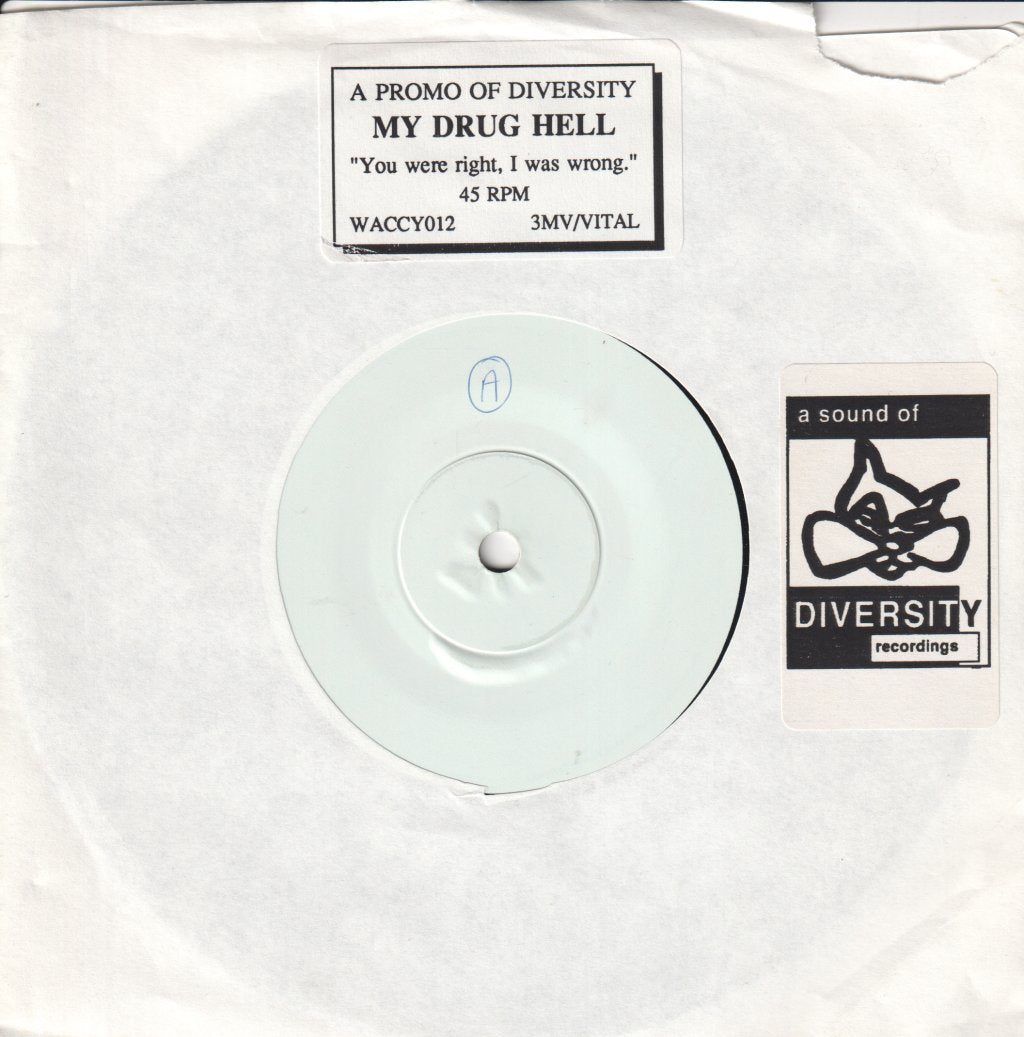 A PROMO OF DIVERSITY
MY DRUG HELL
"You were right, I was wrong."
45 RPM
WACCY012 3MV/VITAL
A
a sound of
DIVERSITY
recordings